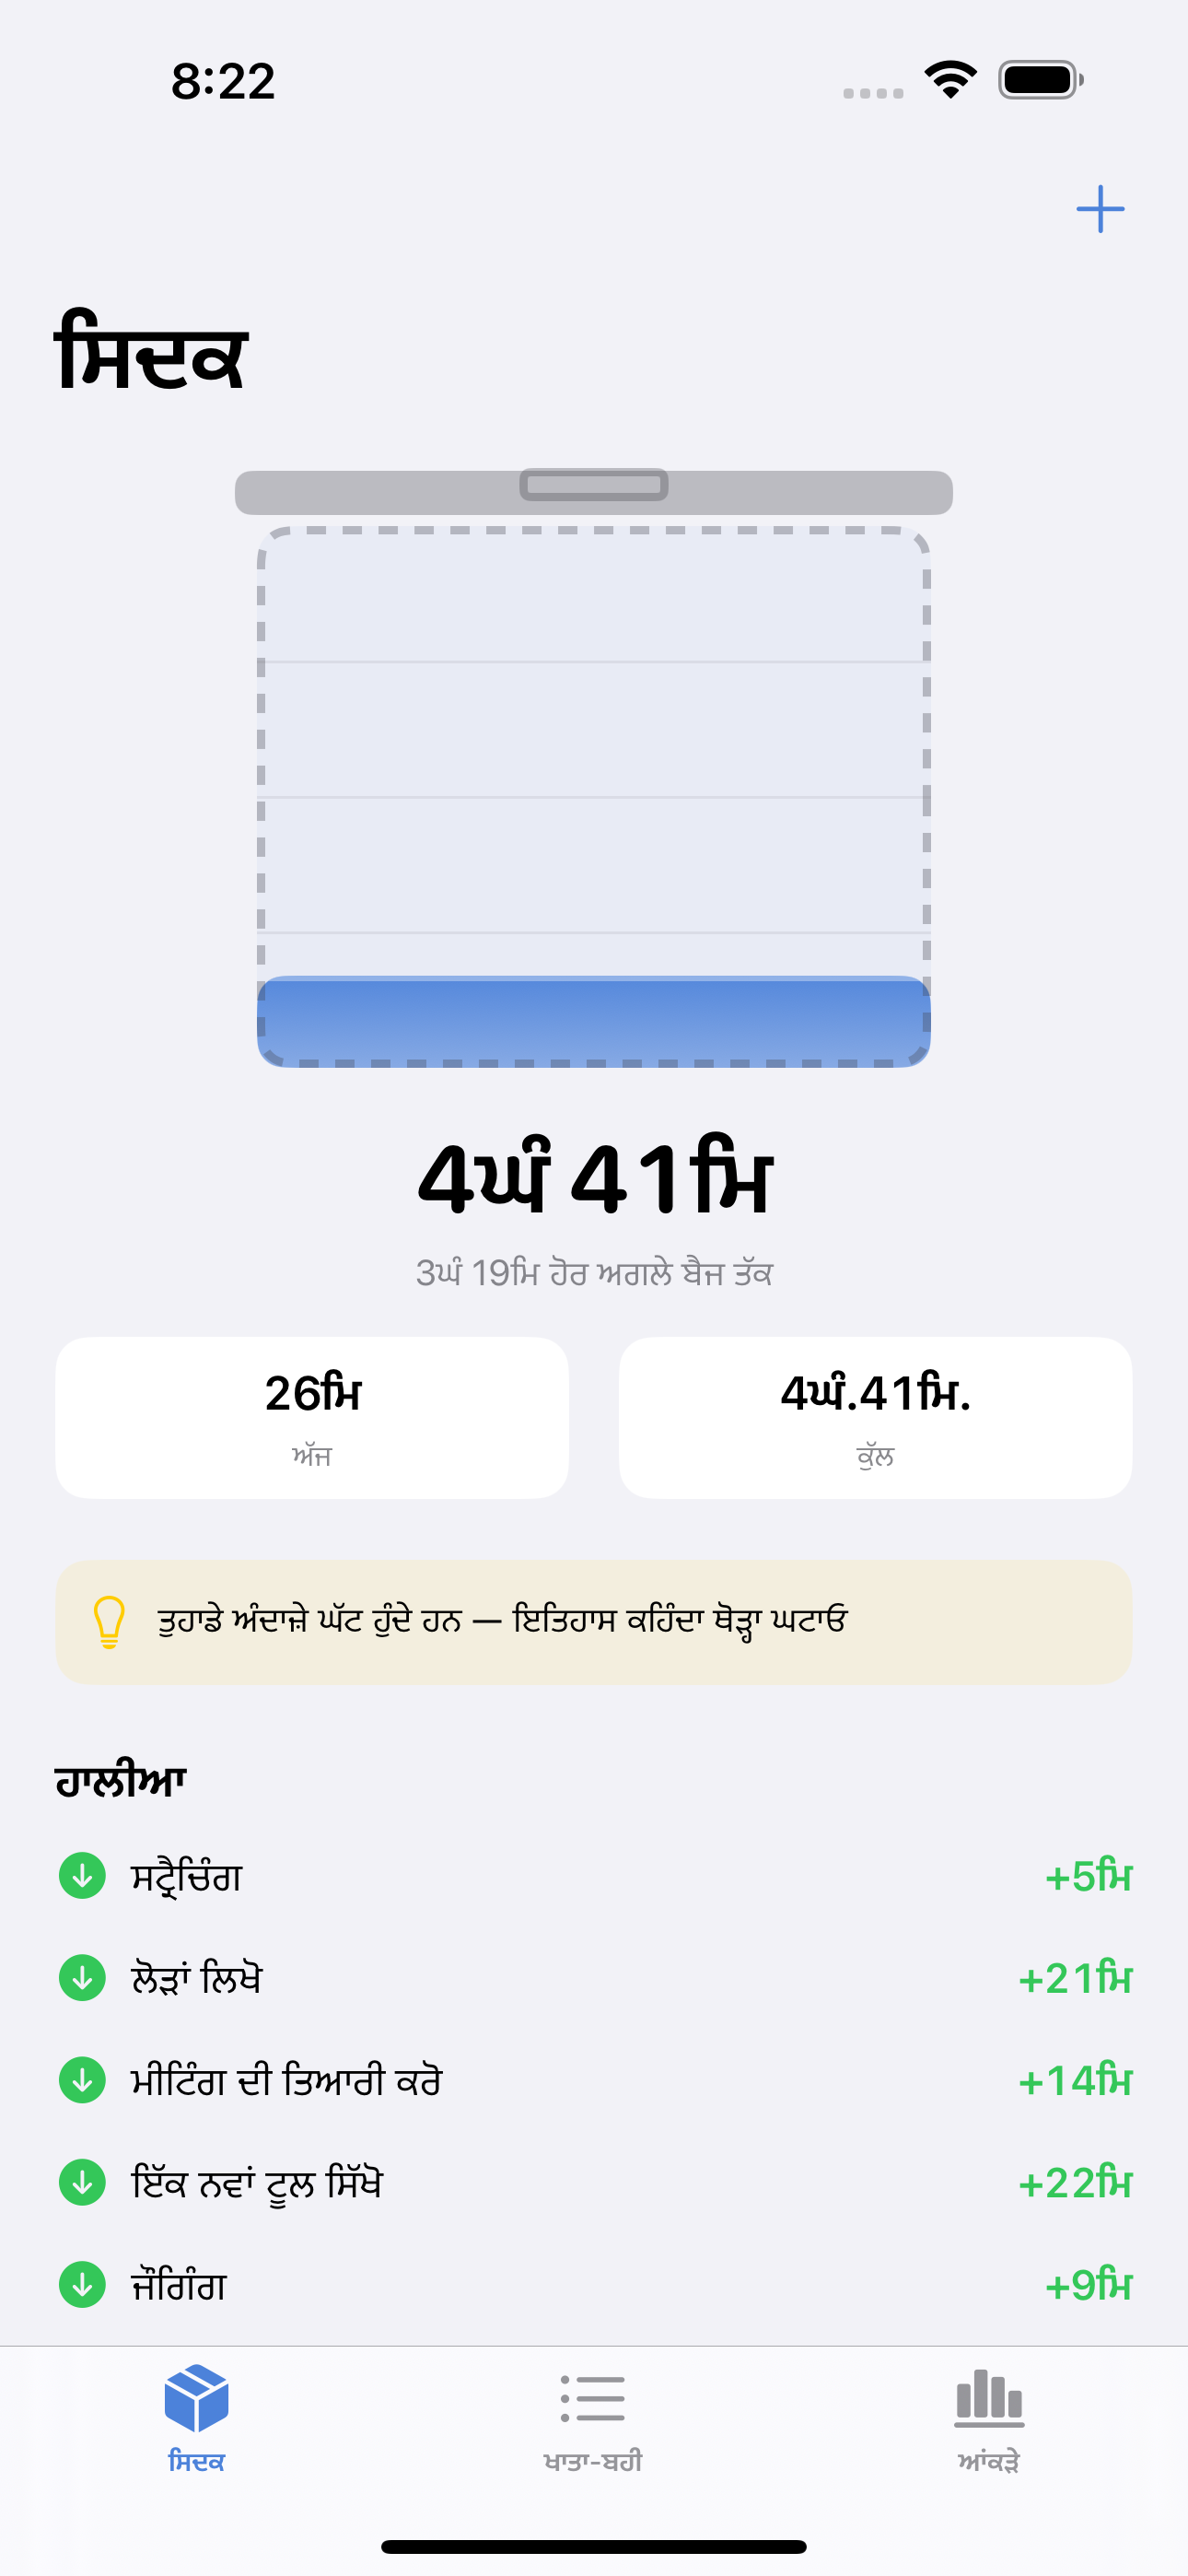 8:22
ਸਿਦਕ
4ਘੰ 41ਮਿ
3ਘੰ 19ਮਿ ਹੋਰ ਅਗਲੇ ਬੈਜ ਤੱਕ
26ਮਿ
ਅੱਜ
4ਘੰ.41ਮਿ.
ਕੁੱਲ
ਤੁਹਾਡੇ ਅੰਦਾਜ਼ੇ ਘੱਟ ਹੁੰਦੇ ਹਨ — ਇਤਿਹਾਸ ਕਹਿੰਦਾ ਥੋੜ੍ਹਾ ਘਟਾਓ
ਹਾਲੀਆ
ਸਟ੍ਰੈਚਿੰਗ +5ਮਿ
ਲੋੜਾਂ ਲਿਖੋ +21ਮਿ
ਮੀਟਿੰਗ ਦੀ ਤਿਆਰੀ ਕਰੋ +14ਮਿ
ਇੱਕ ਨਵਾਂ ਟੂਲ ਸਿੱਖੋ +22ਮਿ
ਜੌਗਿੰਗ +9ਮਿ
ਸਿਦਕ
ਖਾਤਾ-ਬਹੀ
ਆਂਕੜੇ